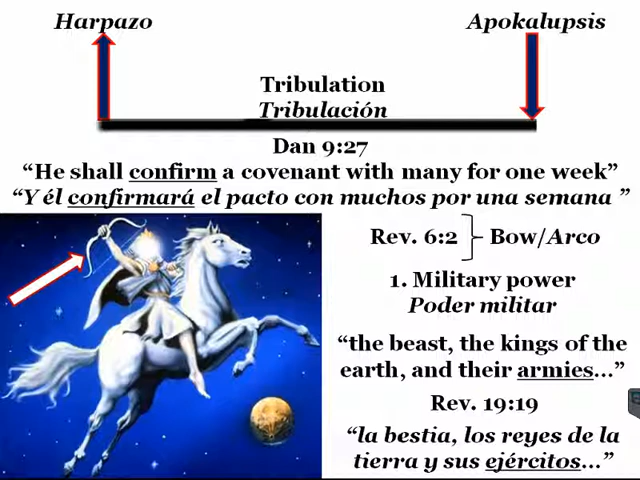 Harpazo
Apokalupsis
Tribulation
Tribulación
Dan 9:27
“He shall confirm a covenant with many for one week”
“Y él confirmará el pacto con muchos por una semana ”
Rev. 6:2
Bow/Arco
1. Military power
Poder militar
“the beast, the kings of the
earth, and their armies...”
Rev. 19:19
“la bestia, los reyes de la
tierra y sus ejércitos...”